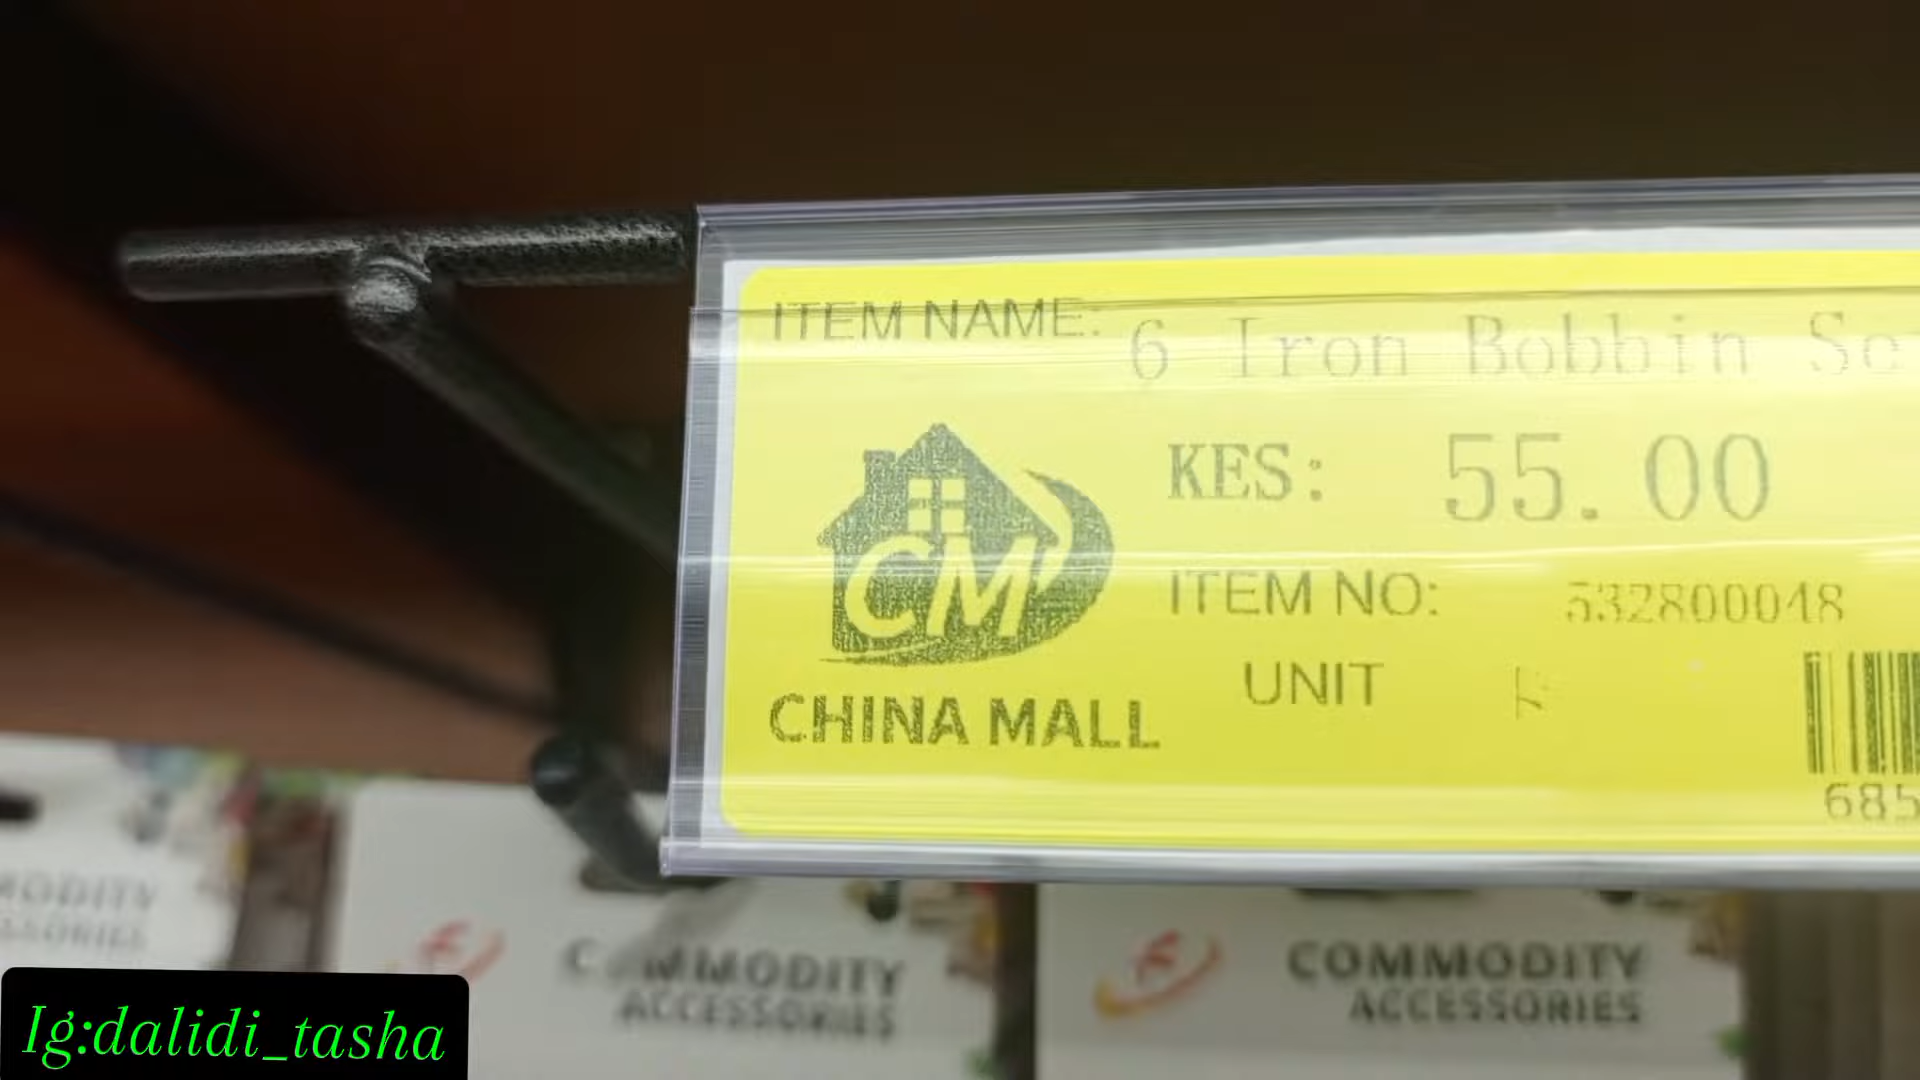 ITEM NAME: 6 Iron Bobbin
KES: 55.00
CM
ITEM NO: 532800048
UNIT
CHINA MALL
COMMODITY
ACCESSORIES
COMMODITY
ACCESSORIES
Ig:dalidi_tasha